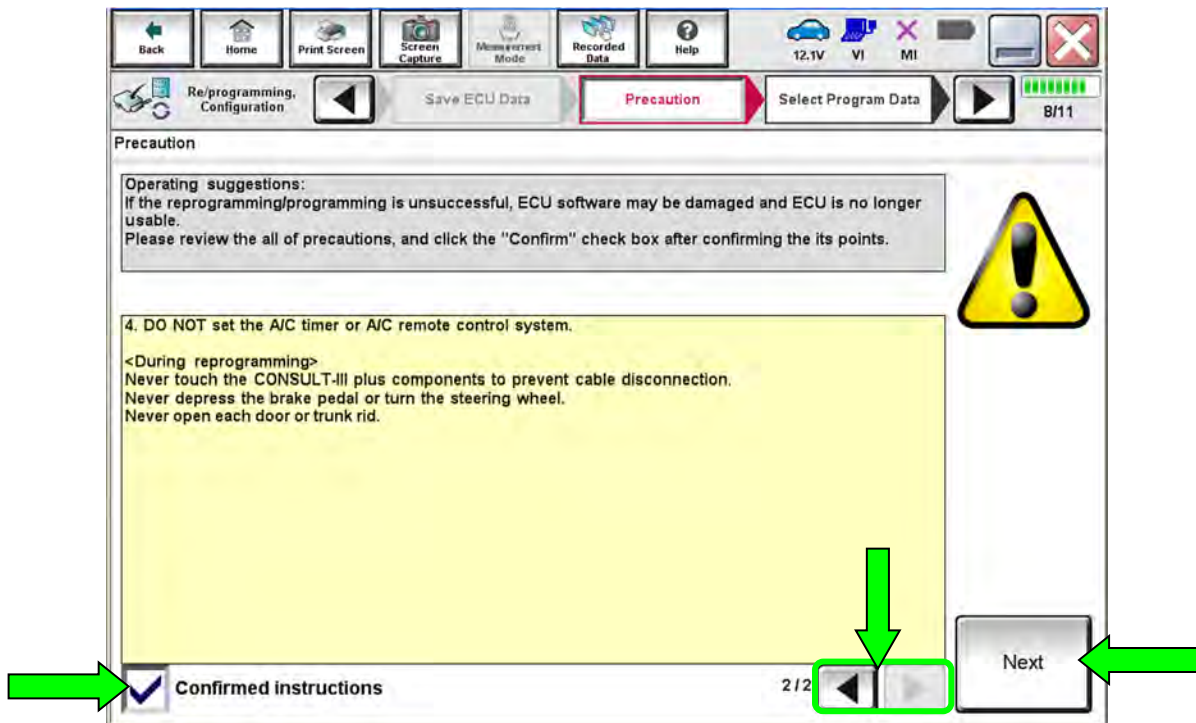 Back
Home
Print Screen
Screen
Capture
Measurement
Mode
Recorded
Data
Help
12.1V
VI
MI
Re/programming,
Configuration
Save ECU Data
Precaution
Select Program Data
8/11
Precaution
Operating suggestions:
If the reprogramming/programming is unsuccessful, ECU software may be damaged and ECU is no longer
usable.
Please review the all of precautions, and click the "Confirm" check box after confirming the its points.
4. DO NOT set the A/C timer or A/C remote control system.
<During reprogramming>
Never touch the CONSULT-III plus components to prevent cable disconnection.
Never depress the brake pedal or turn the steering wheel.
Never open each door or trunk rid.
Confirmed instructions
2/2
Next